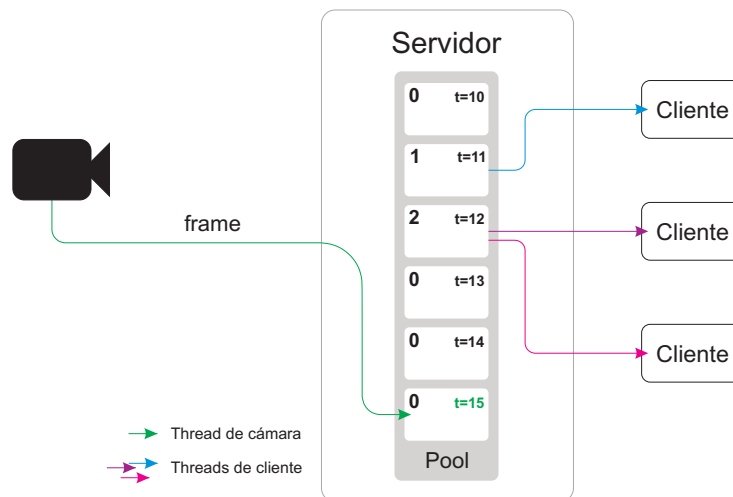 Servidor
0 t=10
Cliente
1 t=11
frame
2 t=12
Cliente
0 t=13
0 t=14
Cliente
0 t=15
Thread de cámara
Pool
Threads de cliente